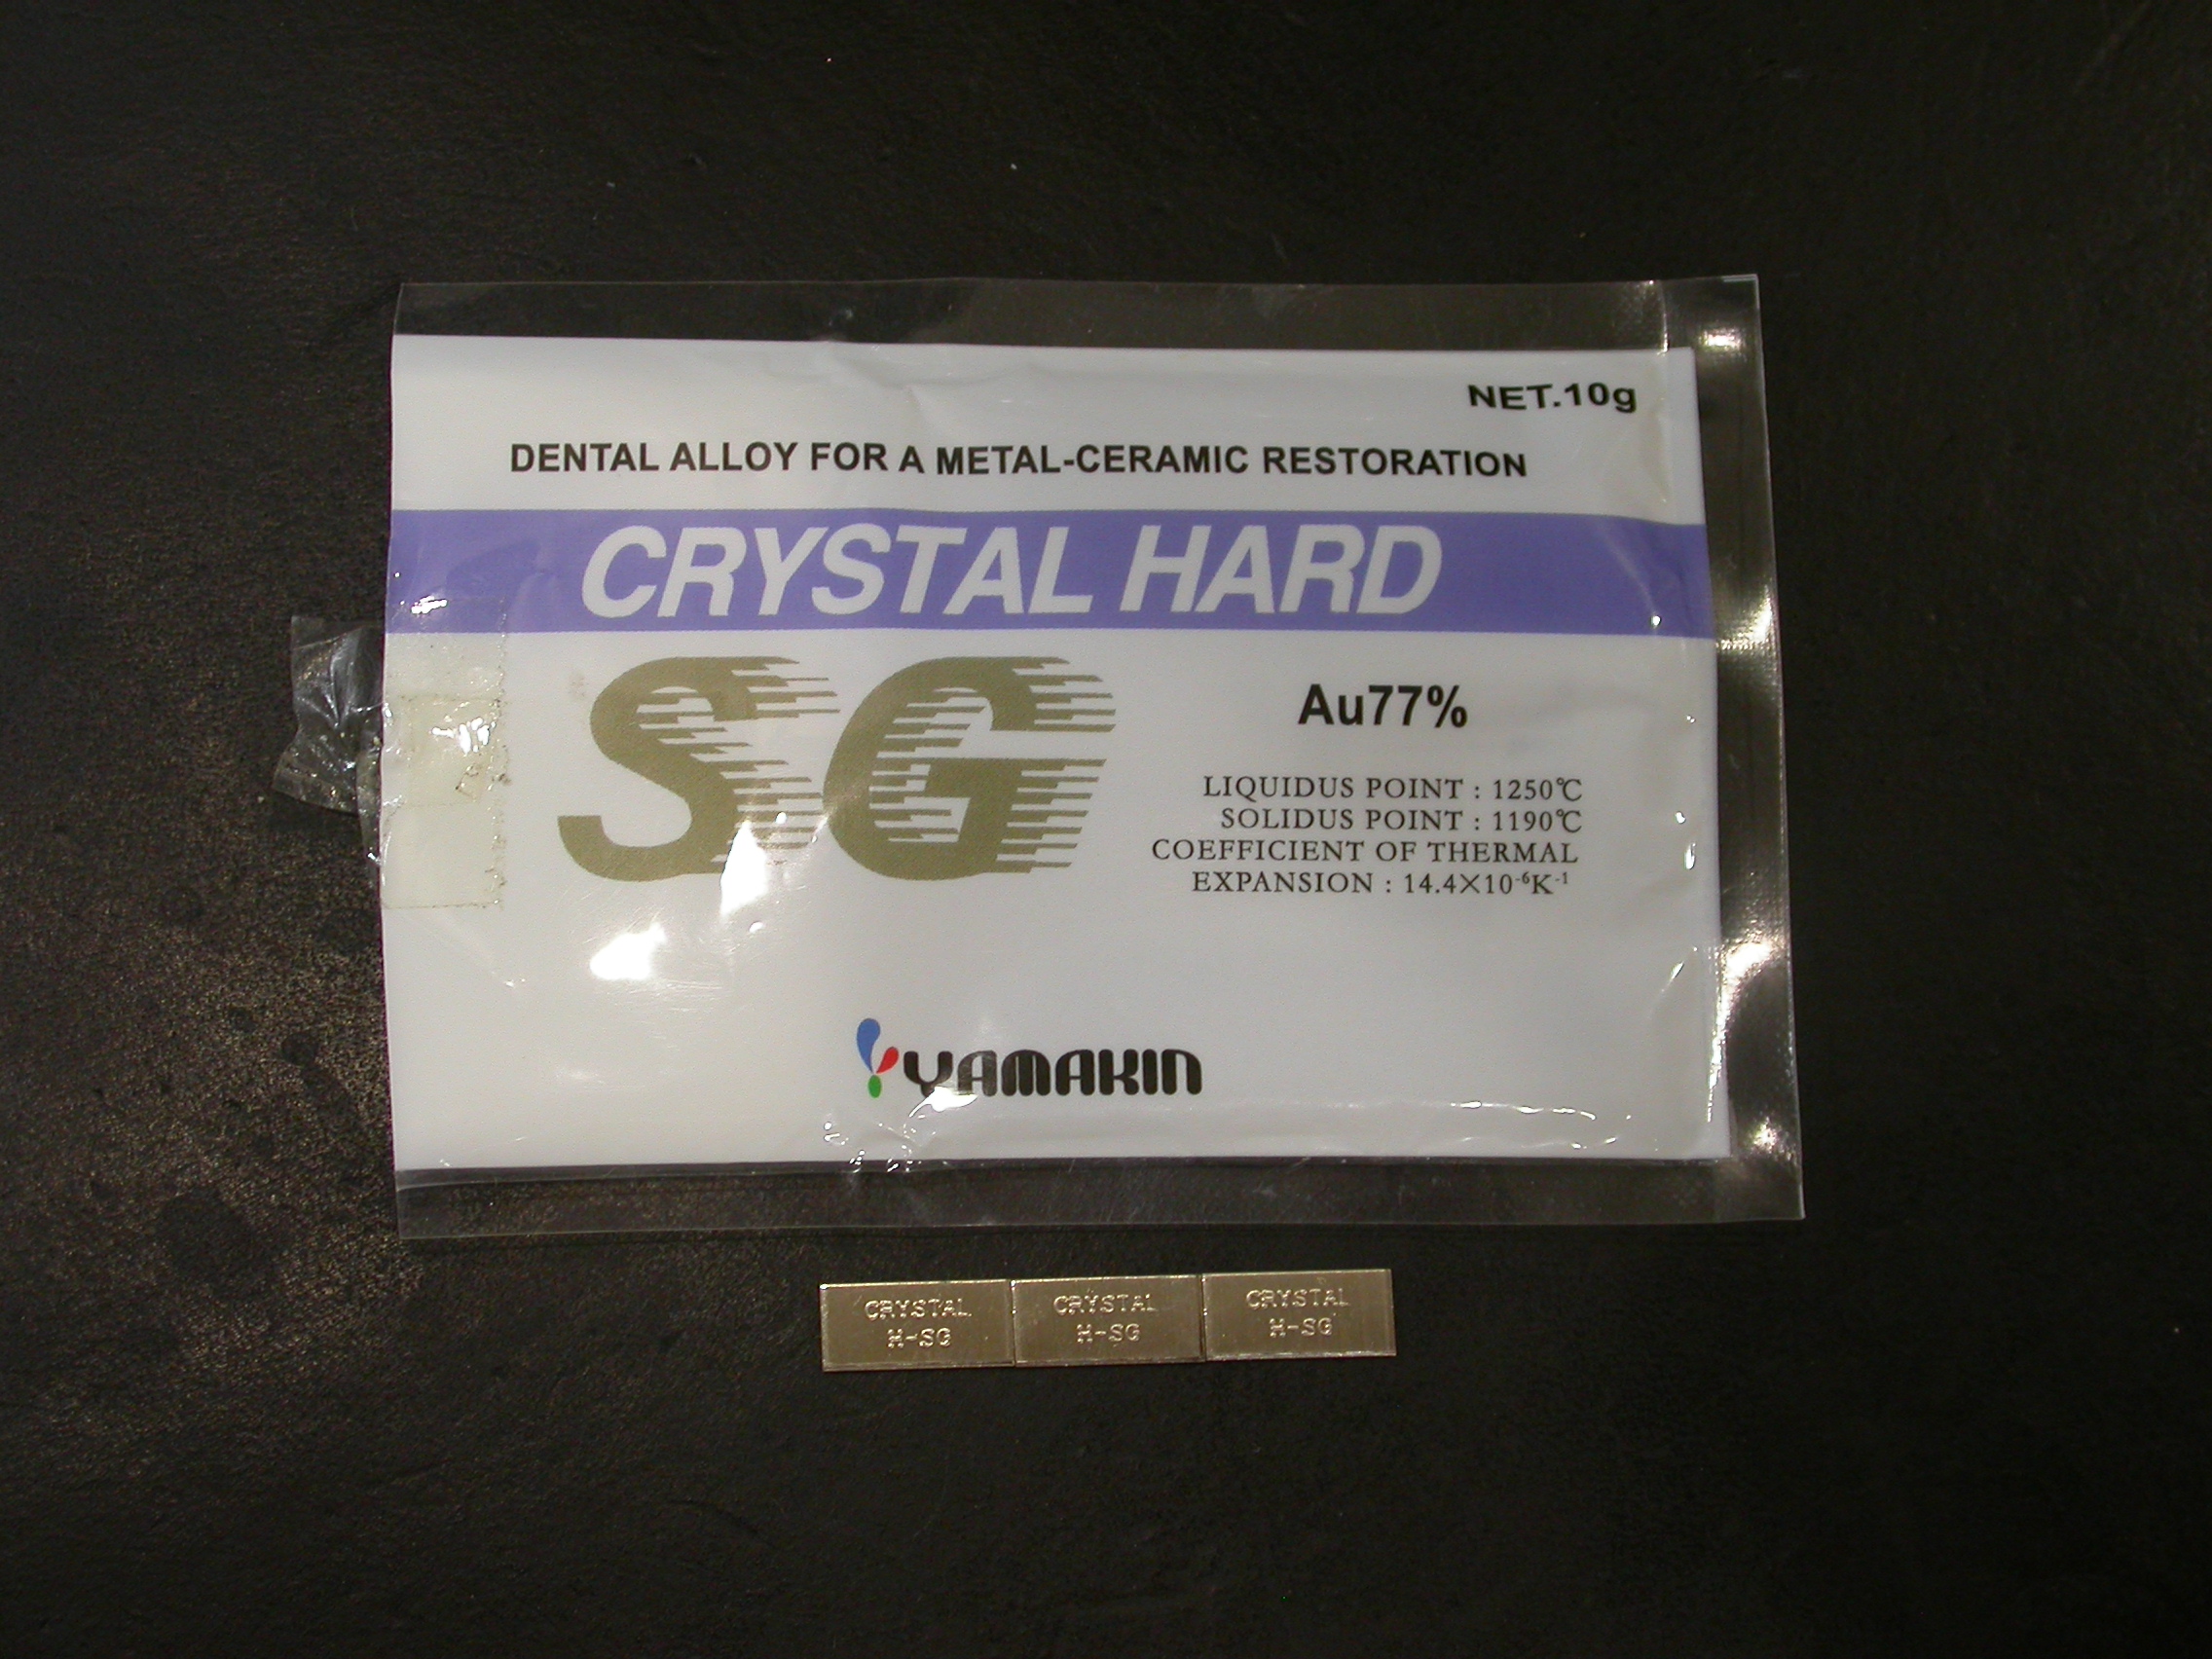 NET.10g
DENTAL ALLOY FOR A METAL-CERAMIC RESTORATION
CRYSTAL HARD
SG
Au77%
LIQUIDUS POINT : 1250℃
SOLIDUS POINT : 1190℃
COEFFICIENT OF THERMAL
EXPANSION : 14.4×10⁻⁶K⁻¹
YAMAKIN
CRYSTAL
H-SG
CRYSTAL
H-SG
CRYSTAL
H-SG